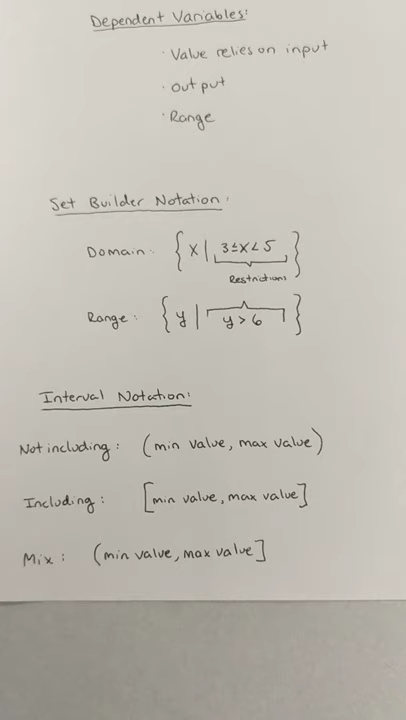 Dependent Variables:
· Value relies on input
· output
· Range
Set Builder Notation:
Domain: {x | 3≤x<5}
Restrictions
Range: {y | y>6}
Interval Notation:
Not including: (min value, max value)
Including: [min value, max value]
Mix: (min value, max value]